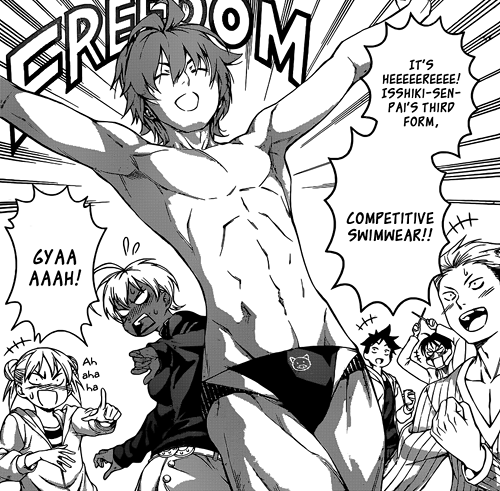 FREEDOM
IT'S
HEEEEEREEEE!
ISSHIKI-SEN-
PAI'S THIRD
FORM,
COMPETITIVE
SWIMWEAR!!
GYAA
AAAH!
Ah
aha
ha